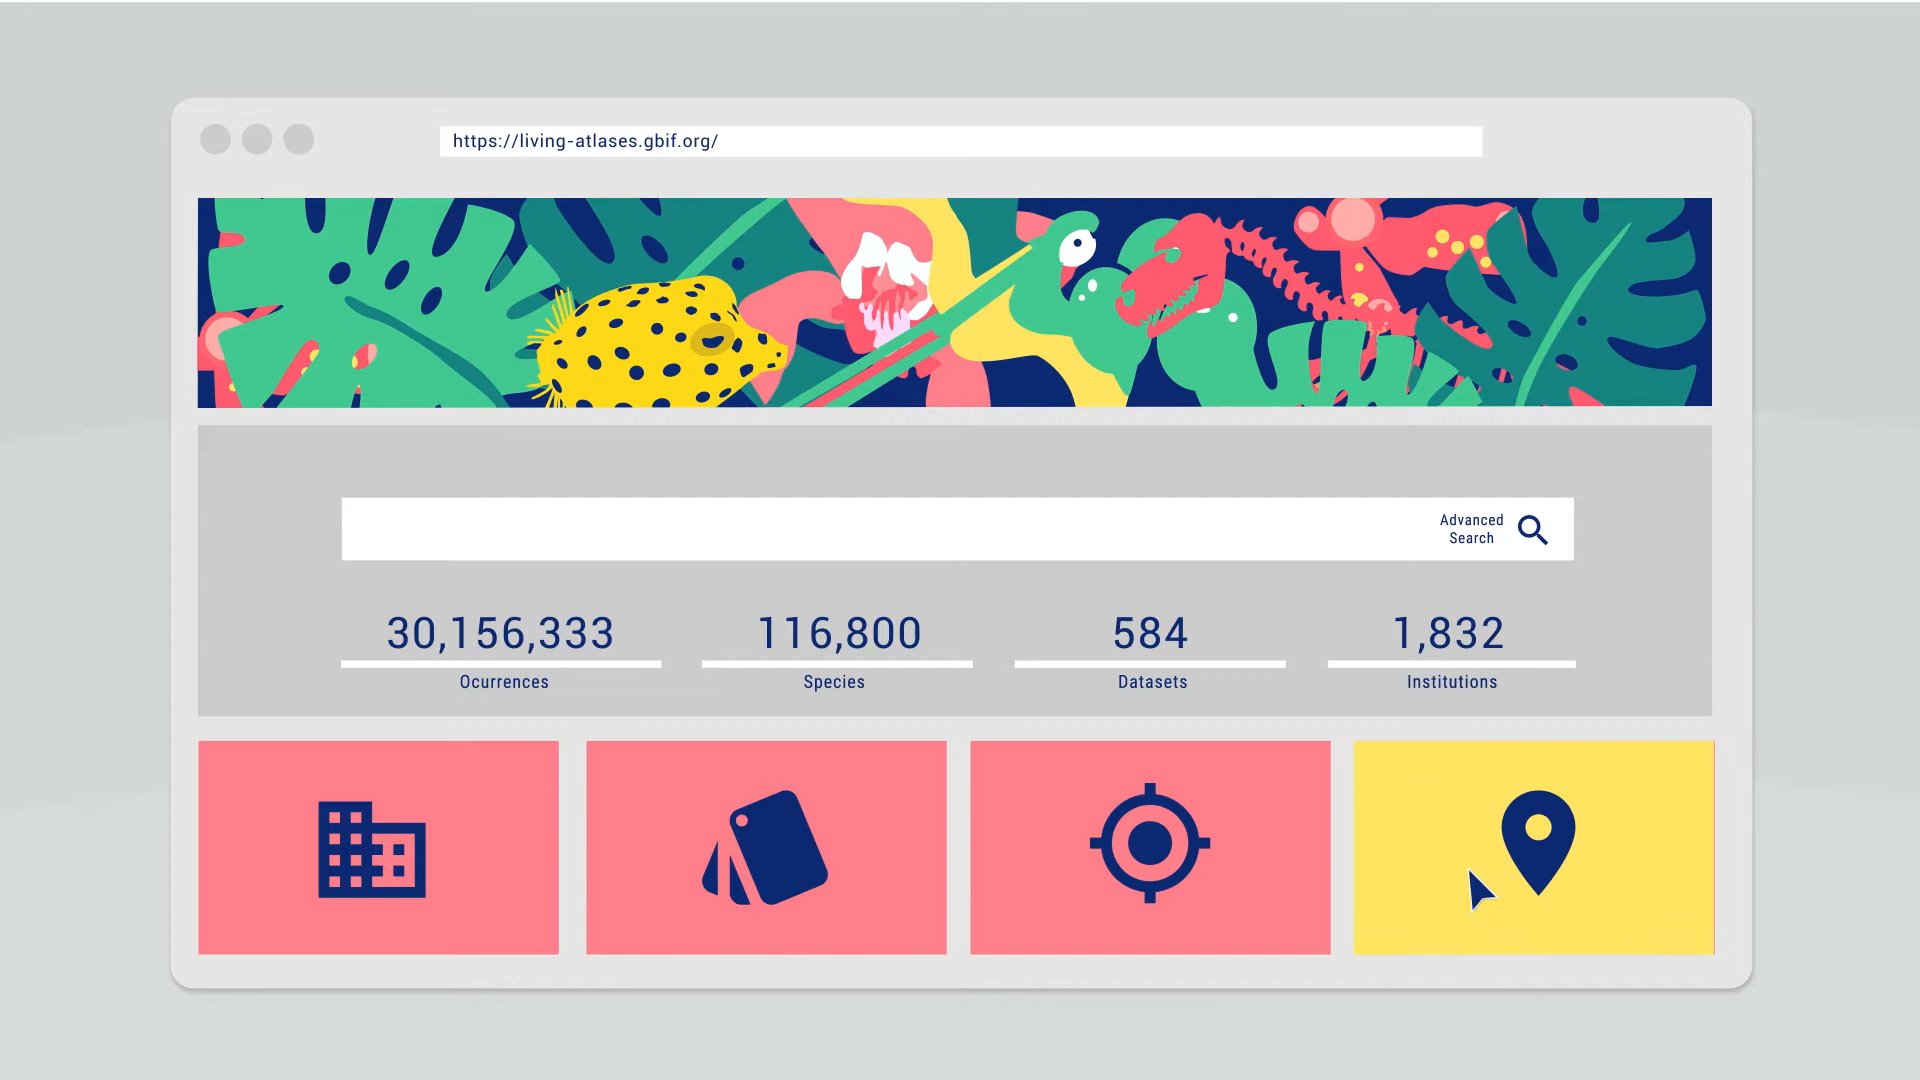 https://living-atlases.gbif.org/
Advanced
Search
30,156,333
116,800
584
1,832
Ocurrences
Species
Datasets
Institutions